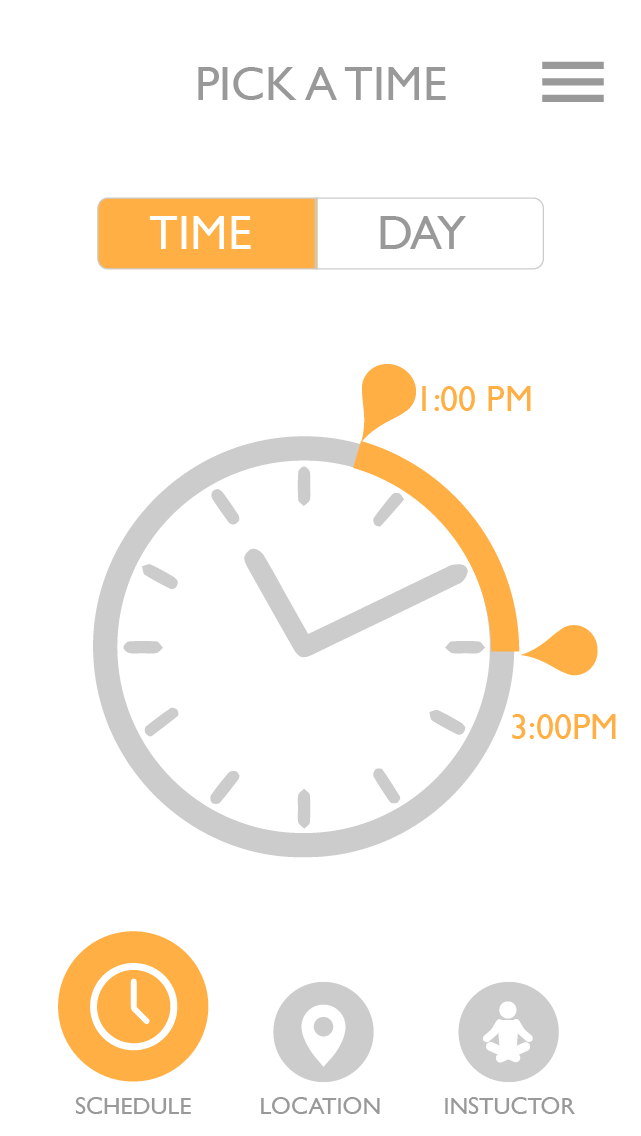 PICK A TIME
TIME DAY
1:00 PM
3:00PM
SCHEDULE LOCATION INSTUCTOR